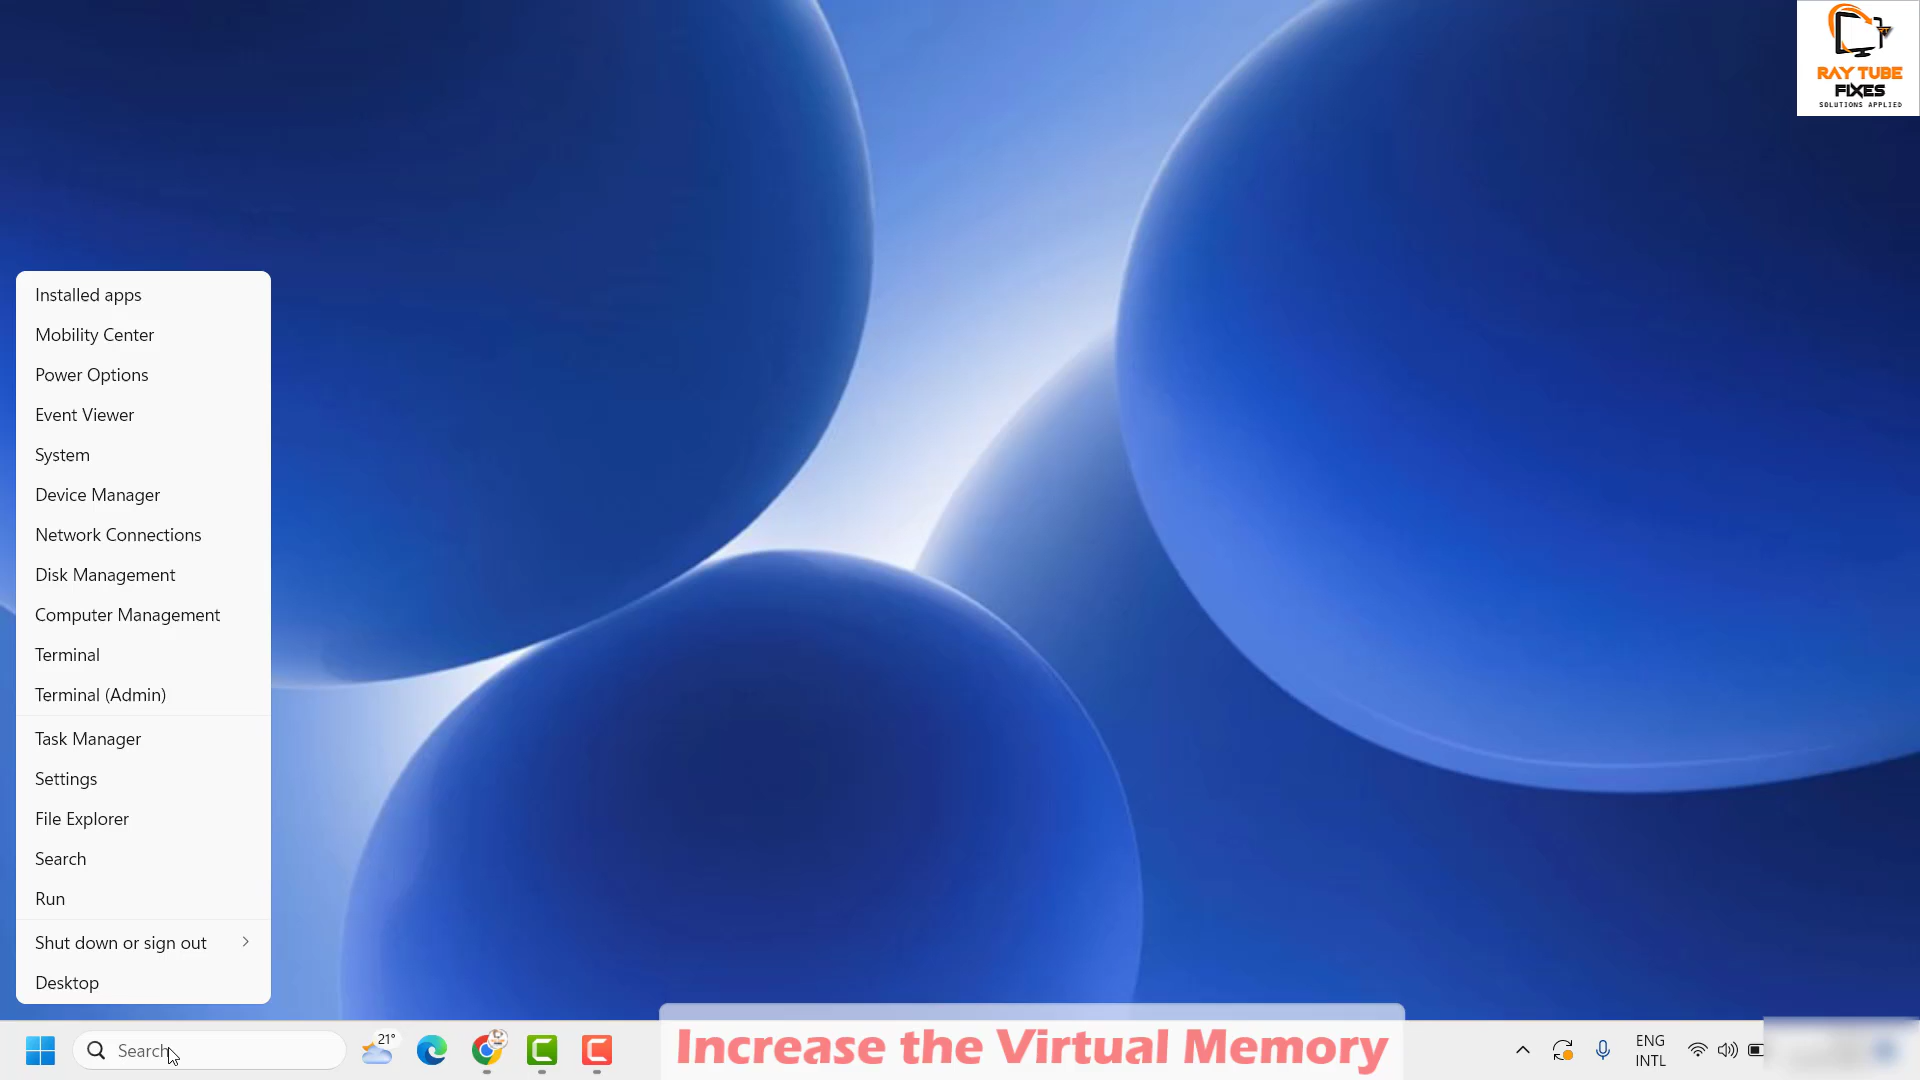 RAY TUBE
FIXES
SOLUTIONS APPLIED
Installed apps
Mobility Center
Power Options
Event Viewer
System
Device Manager
Network Connections
Disk Management
Computer Management
Terminal
Terminal (Admin)
Task Manager
Settings
File Explorer
Search
Run
Shut down or sign out
Desktop
Search
21°
Increase the Virtual Memory
ENG
INTL